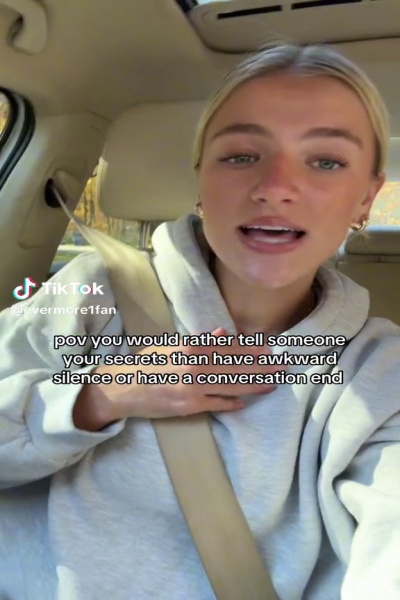 TikTok
@evermore1fan
pov you would rather tell someone
your secrets than have awkward
silence or have a conversation end